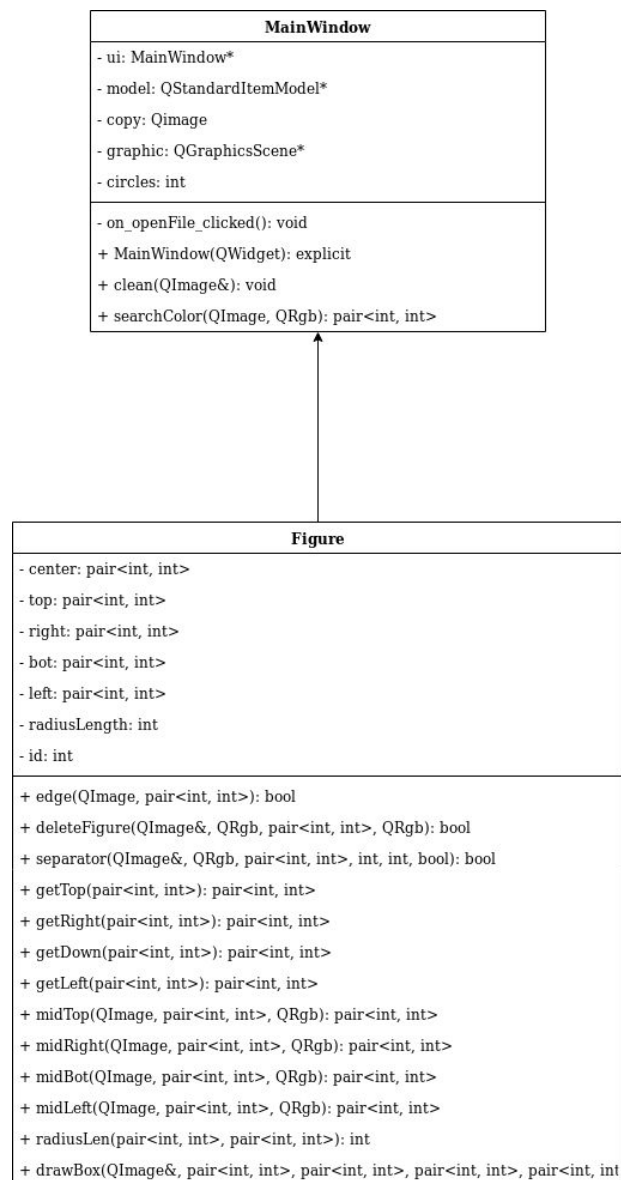 MainWindow
- ui: MainWindow*
- model: QStandardItemModel*
- copy: Qimage
- graphic: QGraphicsScene*
- circles: int
- on_openFile_clicked(): void
+ MainWindow(QWidget): explicit
+ clean(QImage&): void
+ searchColor(QImage, QRgb): pair<int, int>
Figure
- center: pair<int, int>
- top: pair<int, int>
- right: pair<int, int>
- bot: pair<int, int>
- left: pair<int, int>
- radiusLength: int
- id: int
+ edge(QImage, pair<int, int>): bool
+ deleteFigure(QImage&, QRgb, pair<int, int>, QRgb): bool
+ separator(QImage&, QRgb, pair<int, int>, int, int, bool): bool
+ getTop(pair<int, int>): pair<int, int>
+ getRight(pair<int, int>): pair<int, int>
+ getDown(pair<int, int>): pair<int, int>
+ getLeft(pair<int, int>): pair<int, int>
+ midTop(QImage, pair<int, int>, QRgb): pair<int, int>
+ midRight(QImage, pair<int, int>, QRgb): pair<int, int>
+ midBot(QImage, pair<int, int>, QRgb): pair<int, int>
+ midLeft(QImage, pair<int, int>, QRgb): pair<int, int>
+ radiusLen(pair<int, int>, pair<int, int>): int
+ drawBox(QImage&, pair<int, int>, pair<int, int>, pair<int, int>, pair<int, int